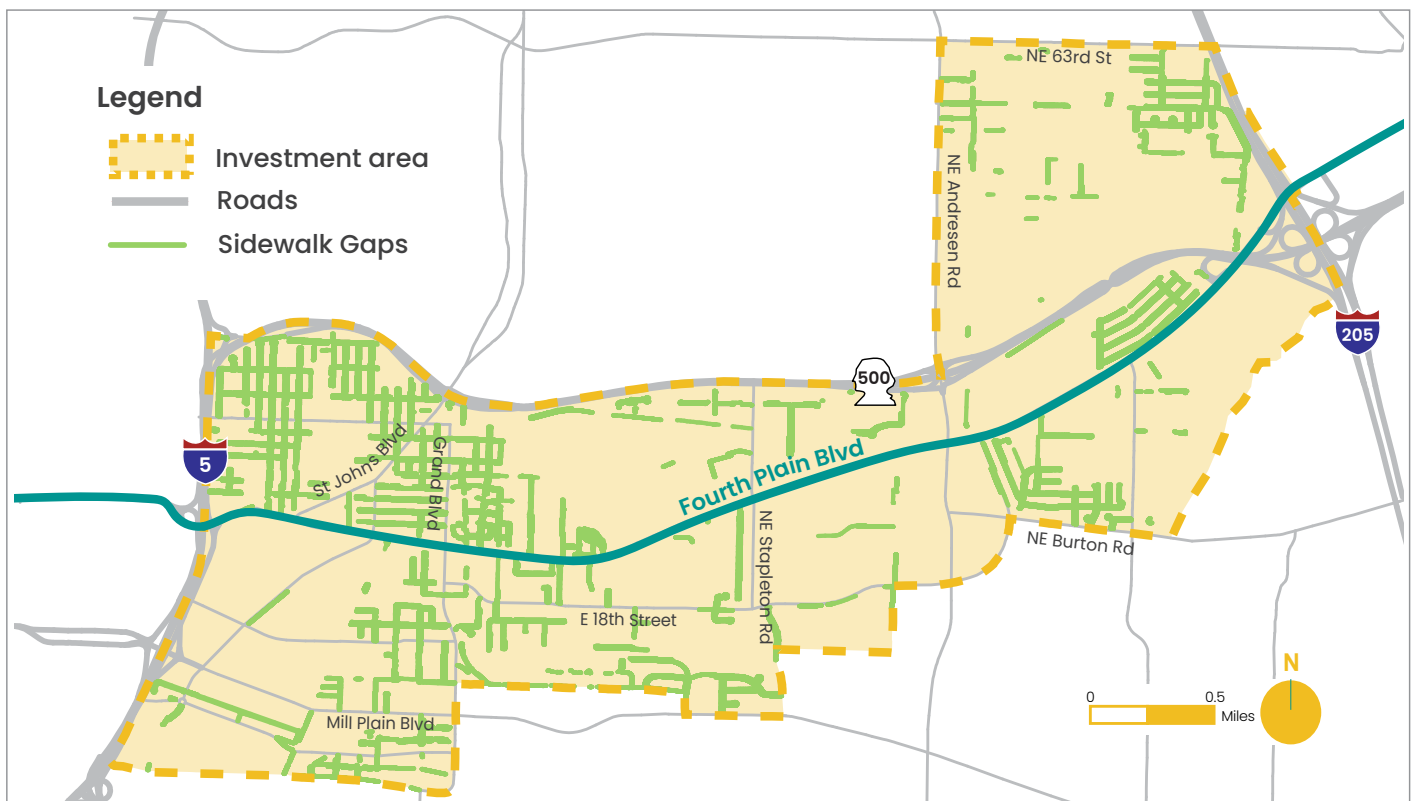 Legend
Investment area
Roads
Sidewalk Gaps
NE 63rd St
NE Andresen Rd
205
500
5
St Johns Blvd
Grand Blvd
Fourth Plain Blvd
NE Stapleton Rd
NE Burton Rd
E 18th Street
Mill Plain Blvd
0 0.5
Miles
N